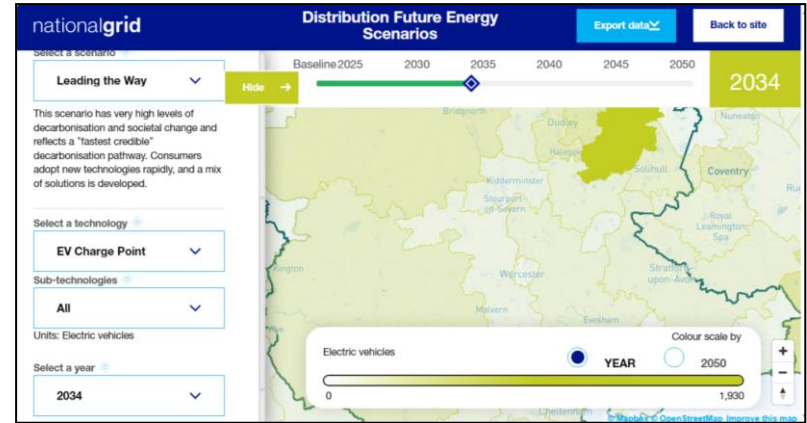 nationalgrid
Distribution Future Energy
Scenarios
Export data
Back to site
Select a scenario
Leading the Way
Hide →
This scenario has very high levels of
decarbonisation and societal change and
reflects a "fastest credible"
decarbonisation pathway. Consumers
adopt new technologies rapidly, and a mix
of solutions is developed.
Select a technology
EV Charge Point
Sub-technologies
All
Units: Electric vehicles
Select a year
2034
Baseline 2025 2030 2035 2040 2045 2050
2034
Bridgnorth
Dudley
Nuneaton
Solihull
Coventry
Kidderminster
Stourport-
on-Severn
Royal
Leamington
Spa
Kington
Worcester
Stratford-
upon-Avon
Malvern
Evesham
Electric vehicles
Colour scale by
YEAR
2050
0
1,930
+
−
Cheltenham
© Mapbox © OpenStreetMap Improve this map